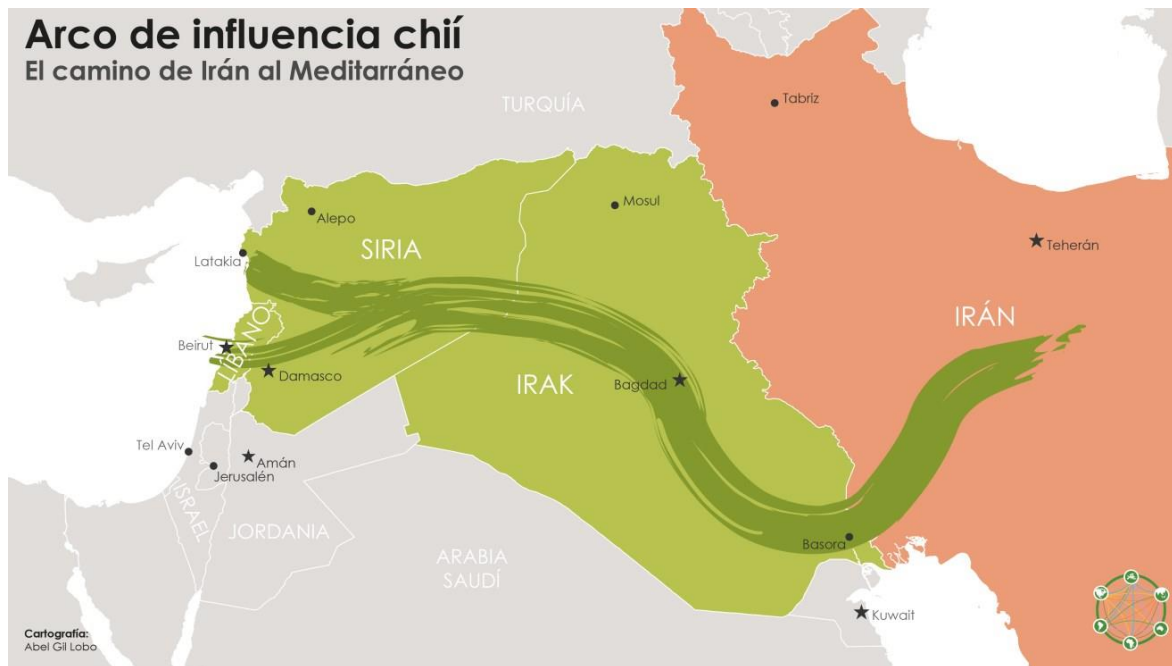 Arco de influencia chií
El camino de Irán al Meditarráneo
TURQUÍA
Tabriz
Alepo
Mosul
SIRIA
Teherán
Latakia
IRÁN
LÍBANO
Beirut
Damasco
IRAK
Bagdad
Tel Aviv
Amán
Jerusalén
ISRAEL
JORDANIA
Basora
ARABIA
SAUDÍ
Kuwait
Cartografía:
Abel Gil Lobo